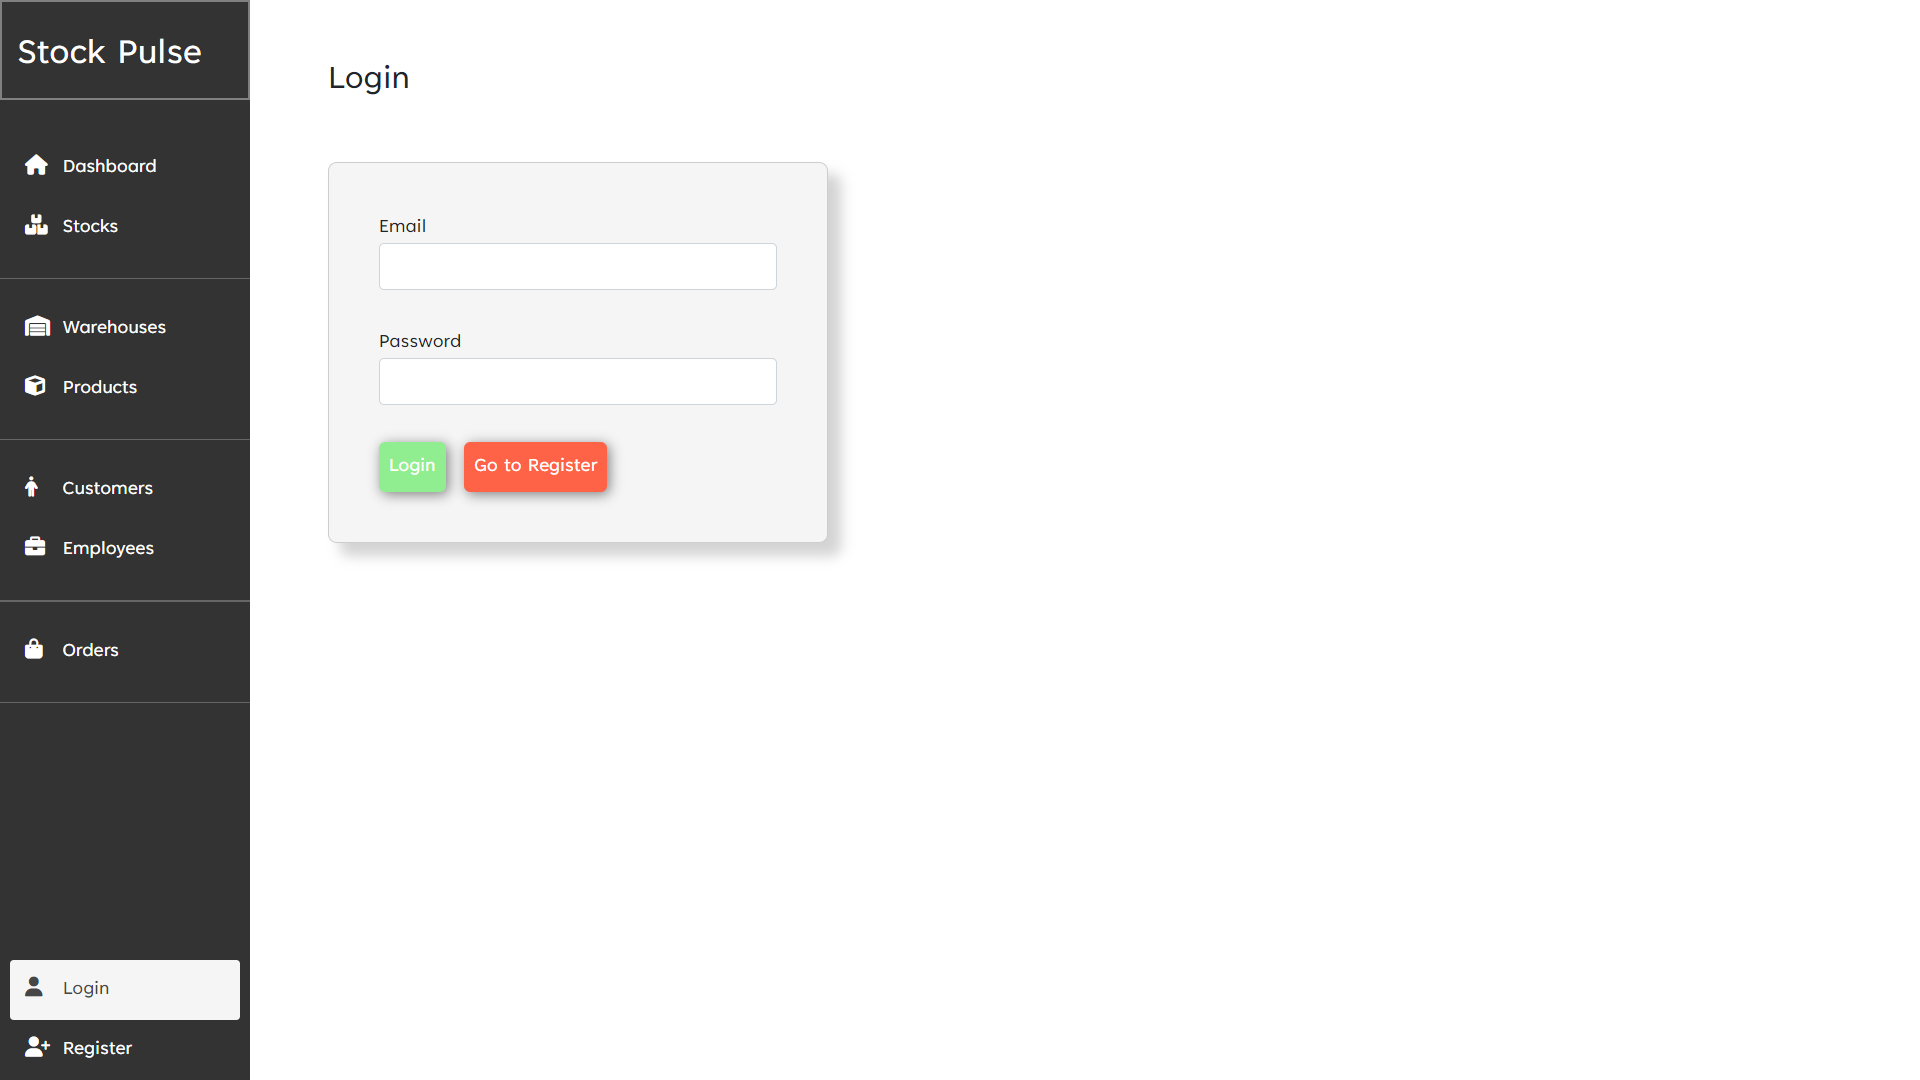 Stock Pulse
Dashboard
Stocks
Warehouses
Products
Customers
Employees
Orders
Login
Register
Login
Email
Password
Login
Go to Register